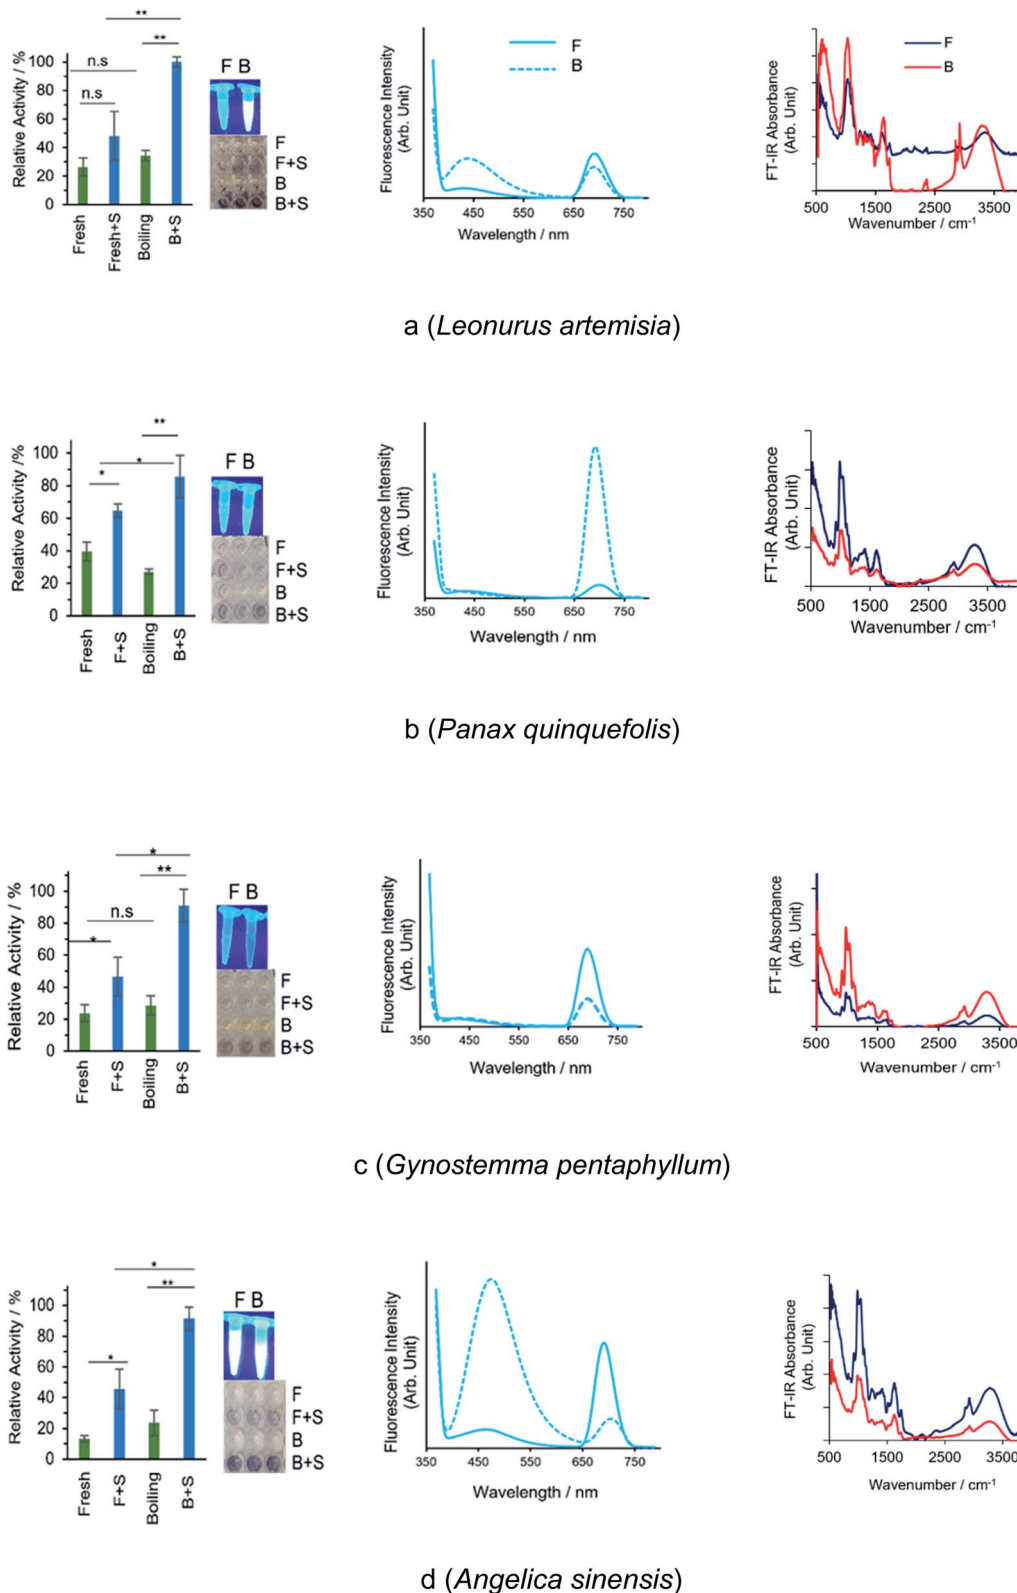 **
**
n.s
n.s
Relative Activity / %
100
80
60
40
20
0
Fresh
Fresh+S
Boiling
B+S
F B
F
F+S
B
B+S
Fluorescence Intensity
(Arb. Unit)
F
B
350
450
550
650
750
Wavelength / nm
FT-IR Absorbance
(Arb. Unit)
F
B
500
1500
2500
3500
Wavenumber / cm-1
a (Leonurus artemisia)
**
*
*
Relative Activity /%
100
80
60
40
20
0
Fresh
F+S
Boiling
B+S
F B
F
F+S
B
B+S
Fluorescence Intensity
(Arb. Unit)
350
450
550
650
750
Wavelength / nm
FT-IR Absorbance
(Arb. Unit)
500
1500
2500
3500
Wavenumber / cm-1
b (Panax quinquefolis)
*
**
n.s
*
Relative Activity / %
100
80
60
40
20
0
Fresh
F+S
Boiling
B+S
F B
F
F+S
B
B+S
Fluorescence Intensity
(Arb. Unit)
350
450
550
650
750
Wavelength / nm
FT-IR Absorbance
(Arb. Unit)
500
1500
2500
3500
Wavenumber / cm-1
c (Gynostemma pentaphyllum)
*
**
*
Relative Activity / %
100
80
60
40
20
0
Fresh
F+S
Boiling
B+S
F B
F
F+S
B
B+S
Fluorescence Intensity
(Arb. Unit)
350
450
550
650
750
Wavelength / nm
FT-IR Absorbance
(Arb. Unit)
500
1500
2500
3500
Wavenumber / cm-1
d (Angelica sinensis)